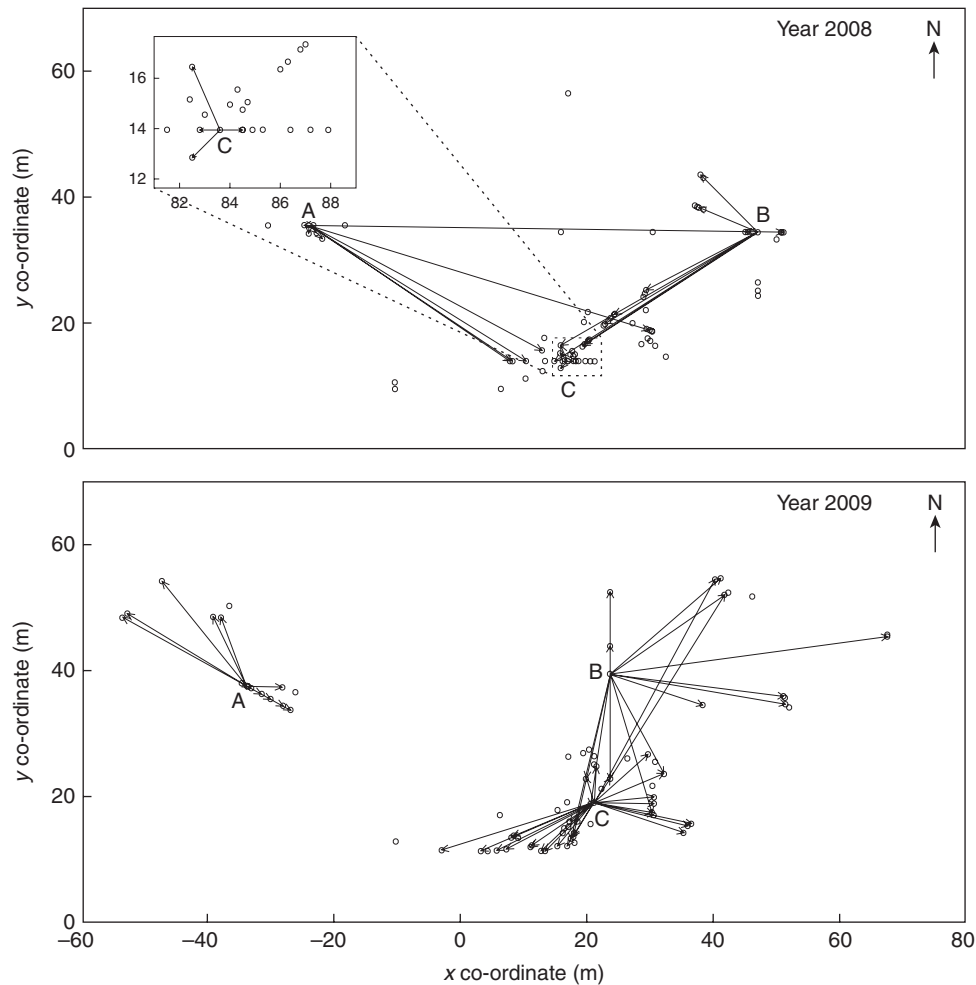 Year 2008
N
60
40
20
0
y co-ordinate (m)
16
14
12
82 84 86 88
C
A
B
C
Year 2009
N
60
40
20
0
y co-ordinate (m)
A
B
C
–60 –40 –20 0 20 40 60 80
x co-ordinate (m)